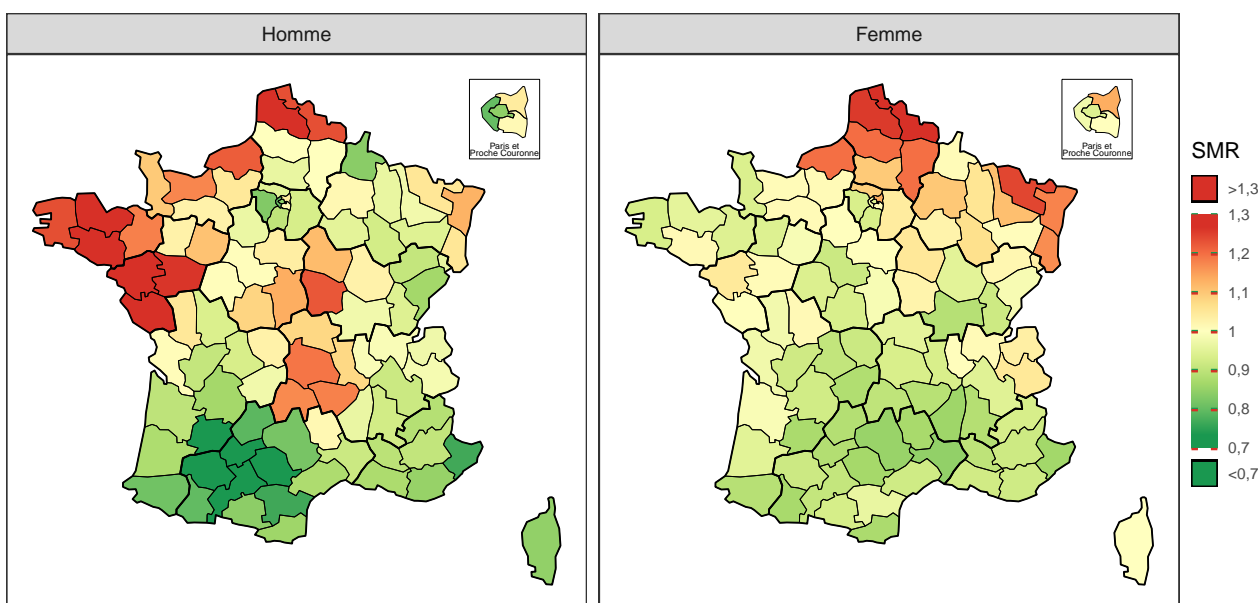 Homme
Femme
Paris et
Proche Couronne
Paris et
Proche Couronne
SMR
>1,3
1,3
1,2
1,1
1
0,9
0,8
0,7
<0,7